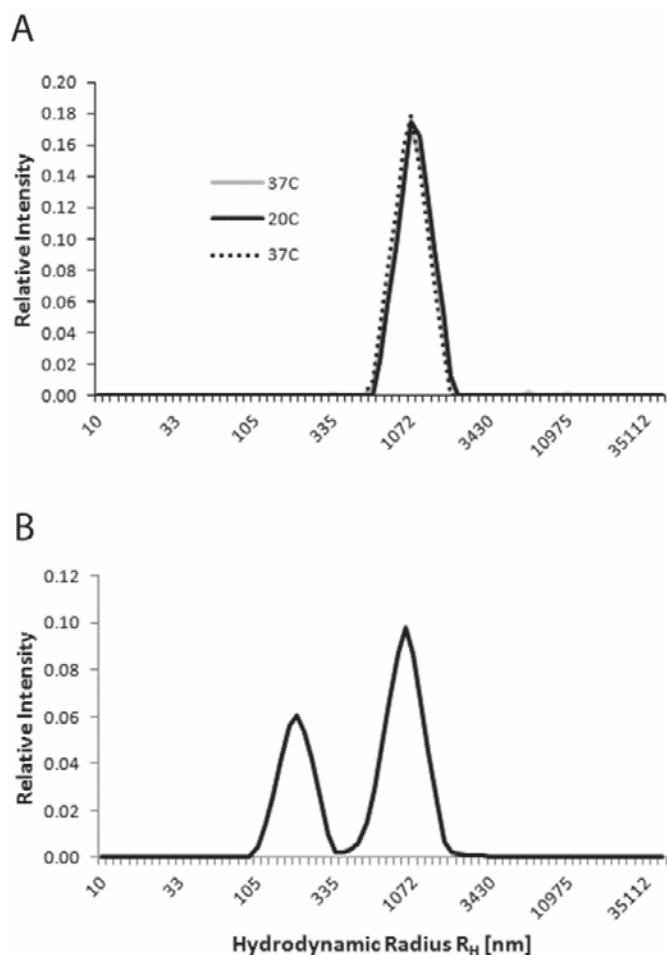 A
0.20
0.18
0.16
0.14
0.12
0.10
0.08
0.06
0.04
0.02
0.00
Relative Intensity
37C
20C
37C
10 33 105 335 1072 3430 10975 35112
B
0.12
0.10
0.08
0.06
0.04
0.02
0.00
Relative Intensity
10 33 105 335 1072 3430 10975 35112
Hydrodynamic Radius R_H [nm]